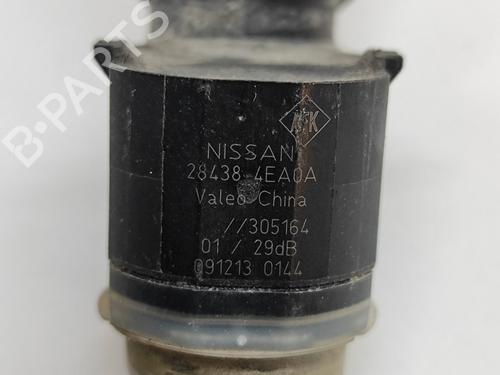 B-PARTS
NISSAN
28438 4EA0A
Valeo China
//305164
01 / 29dB
091213 0144